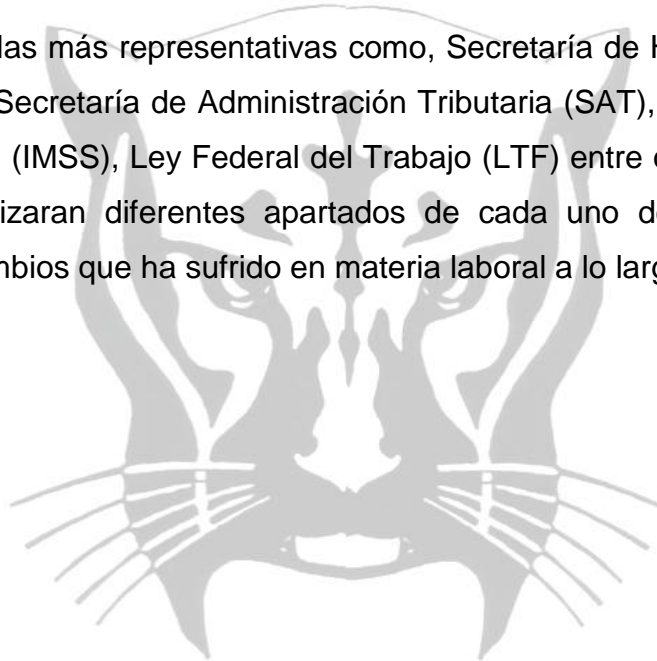 las más representativas como, Secretaría de H
Secretaría de Administración Tributaria (SAT),
(IMSS), Ley Federal del Trabajo (LTF) entre
izaran diferentes apartados de cada uno de
mbios que ha sufrido en materia laboral a lo larg